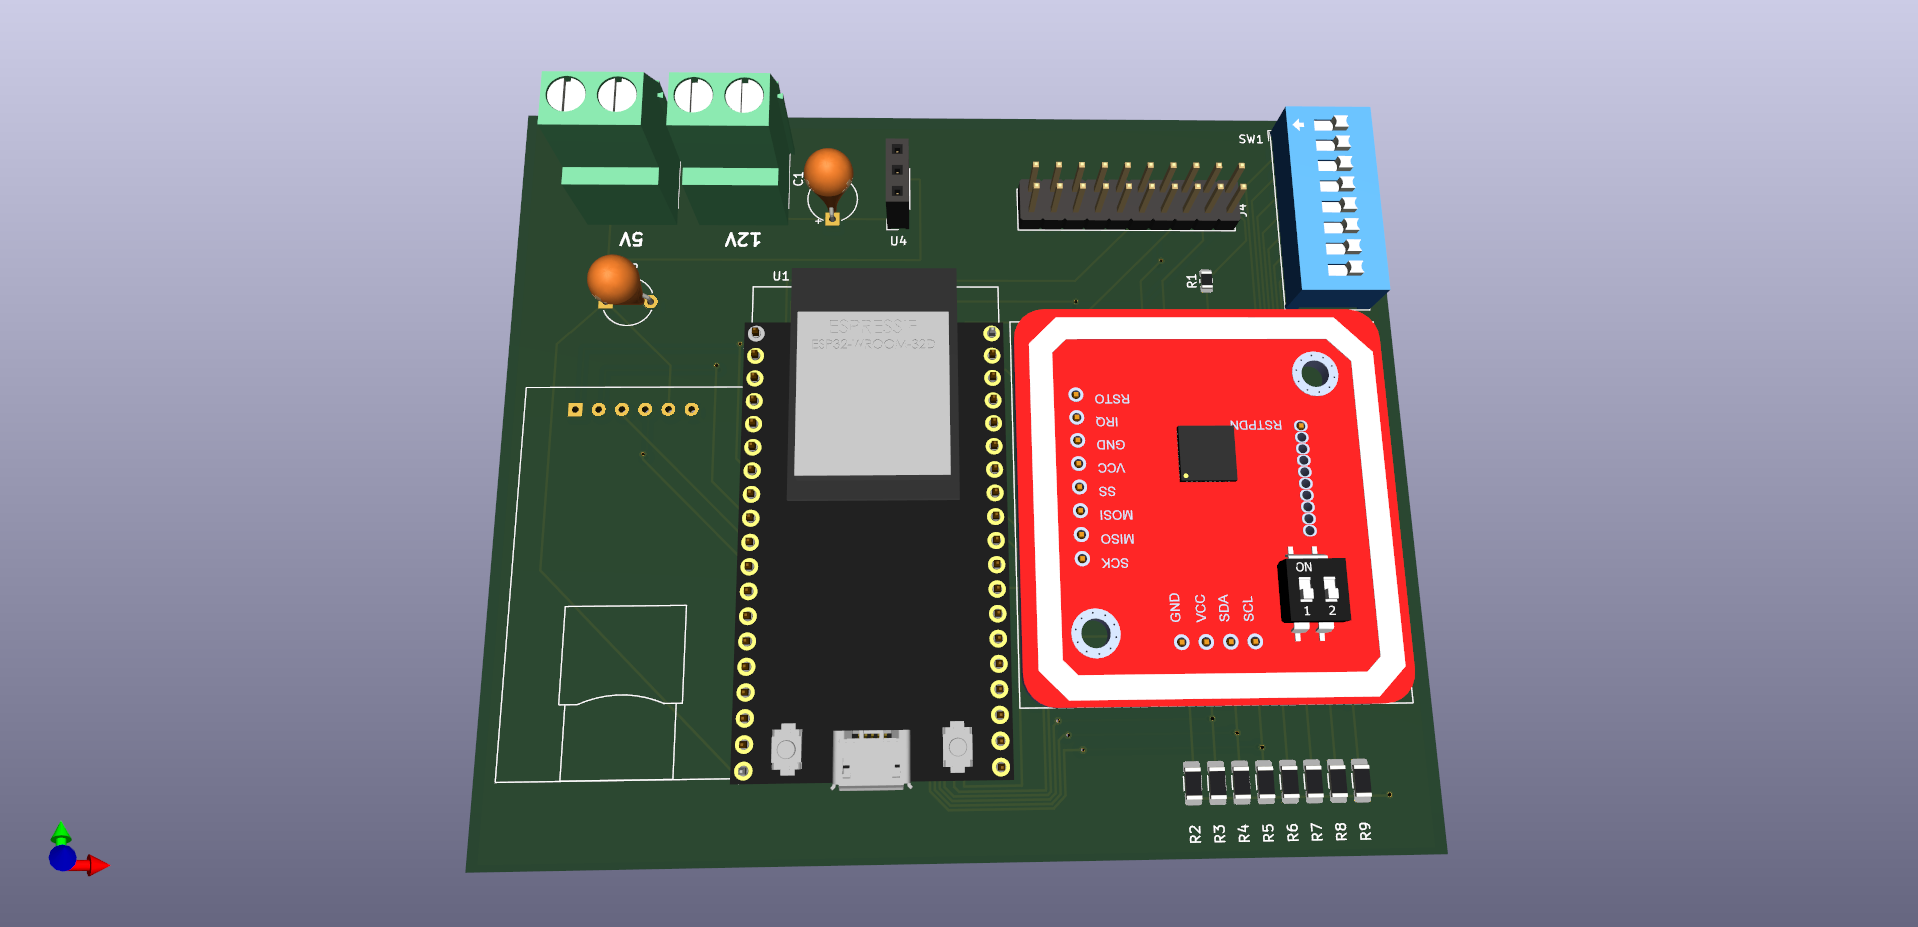 SW1
C1
5V
12V
U4
J4
U1
R1
ESPRESSIF
ESP32-WROOM-32D
RSTO
IRQ
GND
VCC
SS
MOSI
MISO
SCK
RSTPDN
ON
1 2
GND
VCC
SDA
SCL
R2
R3
R4
R5
R6
R7
R8
R9